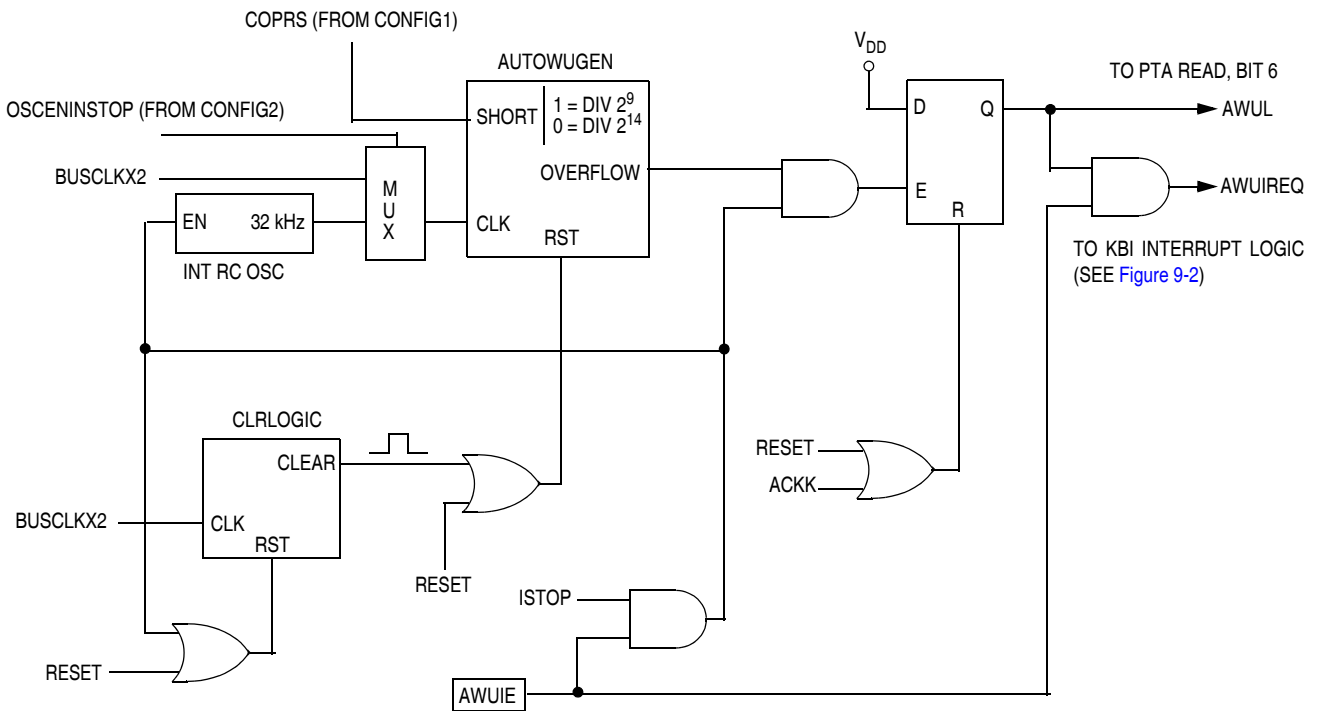 COPRS (FROM CONFIG1)
V_DD
AUTOWUGEN
TO PTA READ, BIT 6
OSCENINSTOP (FROM CONFIG2)
SHORT
1 = DIV 2^9
0 = DIV 2^14
D
Q
AWUL
BUSCLKX2
OVERFLOW
M
U
X
E
AWUIREQ
EN
32 kHz
CLK
R
RST
INT RC OSC
TO KBI INTERRUPT LOGIC
(SEE Figure 9-2)
CLRLOGIC
CLEAR
RESET
ACKK
BUSCLKX2
CLK
RST
RESET
ISTOP
RESET
AWUIE